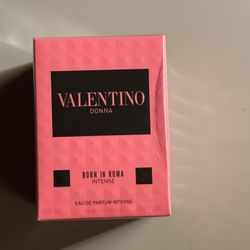 VALENTINO
DONNA
BORN IN ROMA
INTENSE
EAU DE PARFUM INTENSE